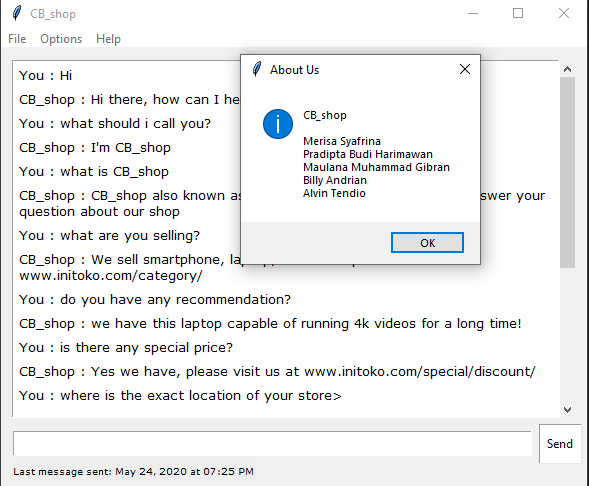 CB_shop
File Options Help
You : Hi
CB_shop : Hi there, how can I he
You : what should i call you?
CB_shop : I'm CB_shop
You : what is CB_shop
CB_shop : CB_shop also known as swer your
question about our shop
You : what are you selling?
CB_shop : We sell smartphone,
www.initoko.com/category/
You : do you have any recommendation?
CB_shop : we have this laptop capable of running 4k videos for a long time!
You : is there any special price?
CB_shop : Yes we have, please visit us at www.initoko.com/special/discount/
You : where is the exact location of your store>
Send
Last message sent: May 24, 2020 at 07:25 PM
About Us
CB_shop
Merisa Syafrina
Pradipta Budi Harimawan
Maulana Muhammad Gibran
Billy Andrian
Alvin Tendio
OK